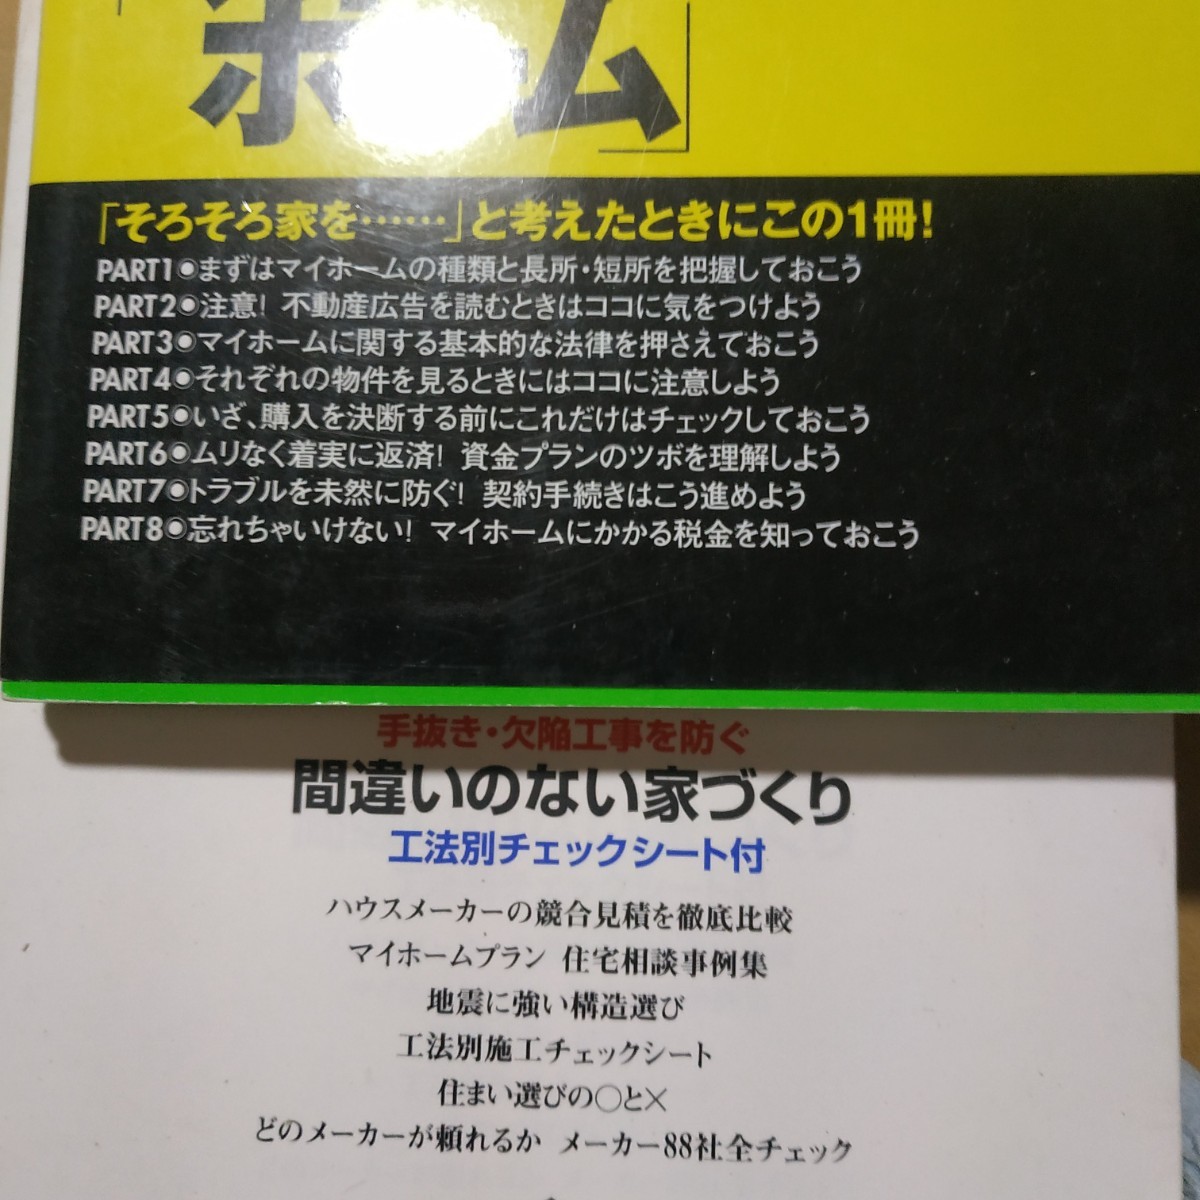 「ホーム」
「そろそろ家を……」と考えたときにこの1冊!
PART1◉まずはマイホームの種類と長所・短所を把握しておこう
PART2◉注意! 不動産広告を読むときはココに気をつけよう
PART3◉マイホームに関する基本的な法律を押さえておこう
PART4◉それぞれの物件を見るときにはココに注意しよう
PART5◉いざ、購入を決断する前にこれだけはチェックしておこう
PART6◉ムリなく着実に返済! 資金プランのツボを理解しよう
PART7◉トラブルを未然に防ぐ! 契約手続きはこう進めよう
PART8◉忘れちゃいけない! マイホームにかかる税金を知っておこう
手抜き・欠陥工事を防ぐ
間違いのない家づくり
工法別チェックシート付
ハウスメーカーの競合見積を徹底比較
マイホームプラン 住宅相談事例集
地震に強い構造選び
工法別施工チェックシート
住まい選びの〇と×
どのメーカーが頼れるか メーカー88社全チェック